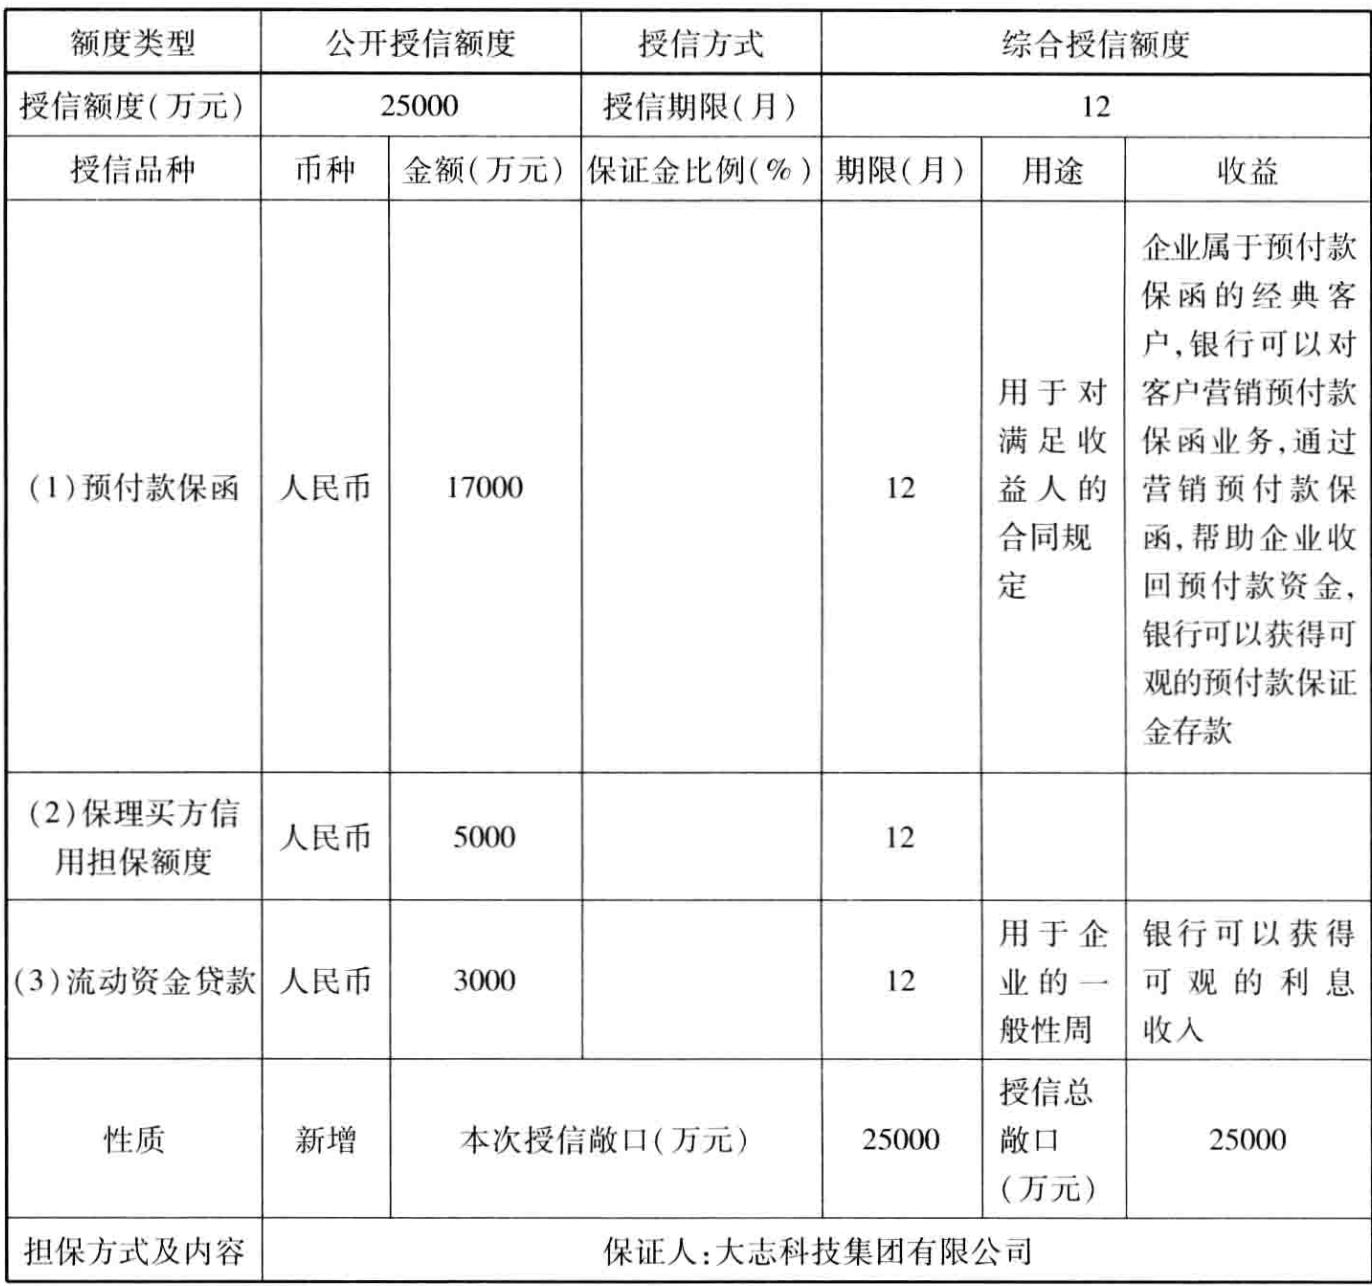 额度类型 公开授信额度 授信方式 综合授信额度
授信额度(万元) 25000 授信期限(月) 12
授信品种 币种 金额(万元) 保证金比例(%) 期限(月) 用途 收益
(1)预付款保函 人民币 17000 12
用于对
满足收
益人的
合同规
定
企业属于预付款
保函的经典客
户,银行可以对
客户营销预付款
保函业务,通过
营销预付款保
函,帮助企业收
回预付款资金,
银行可以获得可
观的预付款保证
金存款
(2)保理买方信
用担保额度
人民币 5000 12
(3)流动资金贷款 人民币 3000 12
用于企
业的一
般性周
银行可以获得
可观的利息
收入
性质 新增 本次授信敞口(万元) 25000
授信总
敞口
(万元)
25000
担保方式及内容 保证人:大志科技集团有限公司